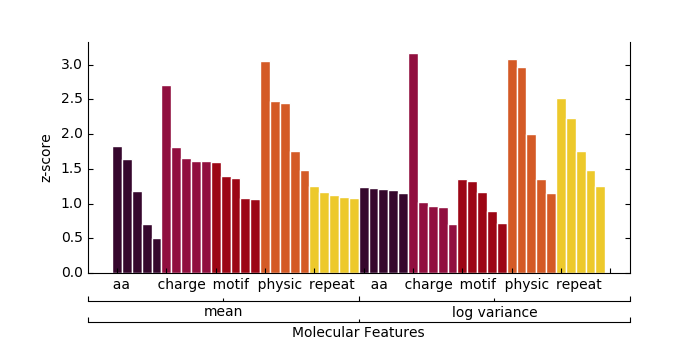 3.0
2.5
2.0
1.5
1.0
0.5
0.0
z-score
aa charge motif physic repeat aa charge motif physic repeat
mean log variance
Molecular Features